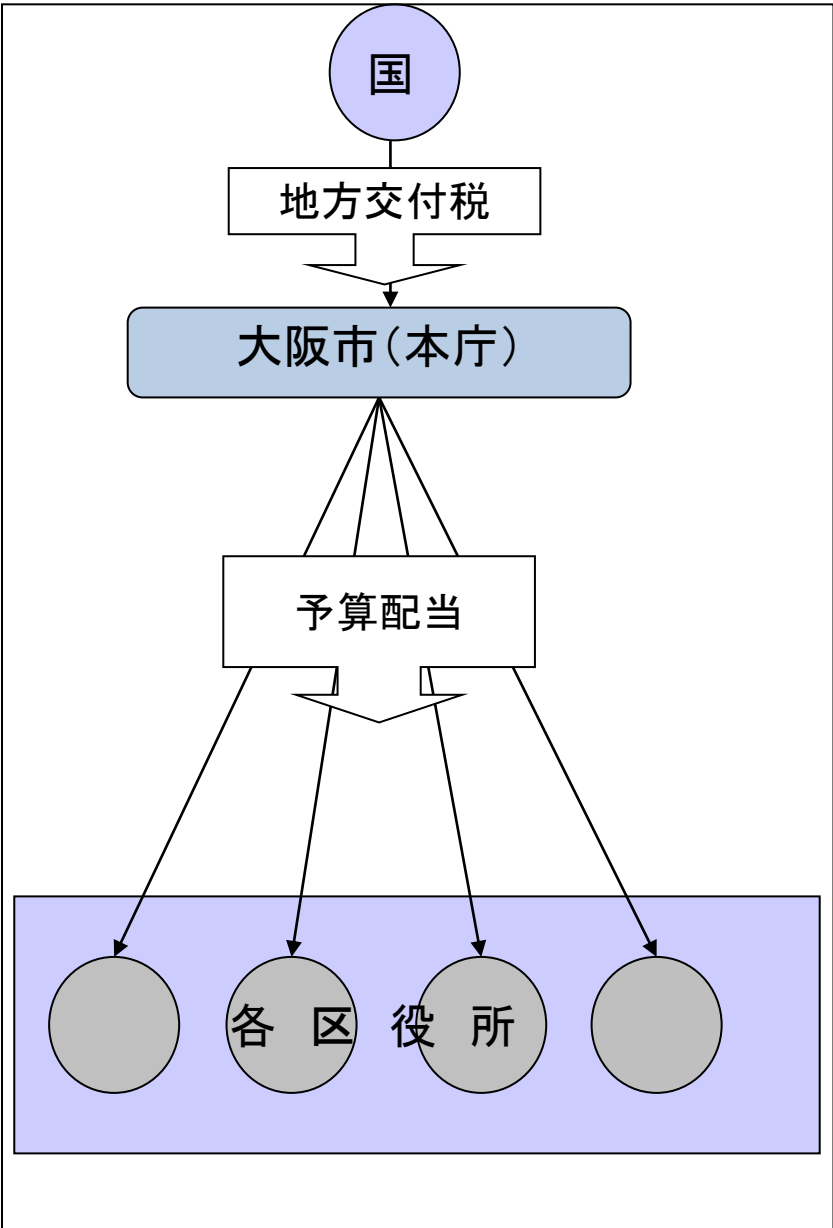 国
地方交付税
大阪市（本庁）
予算配当
各　区　役　所